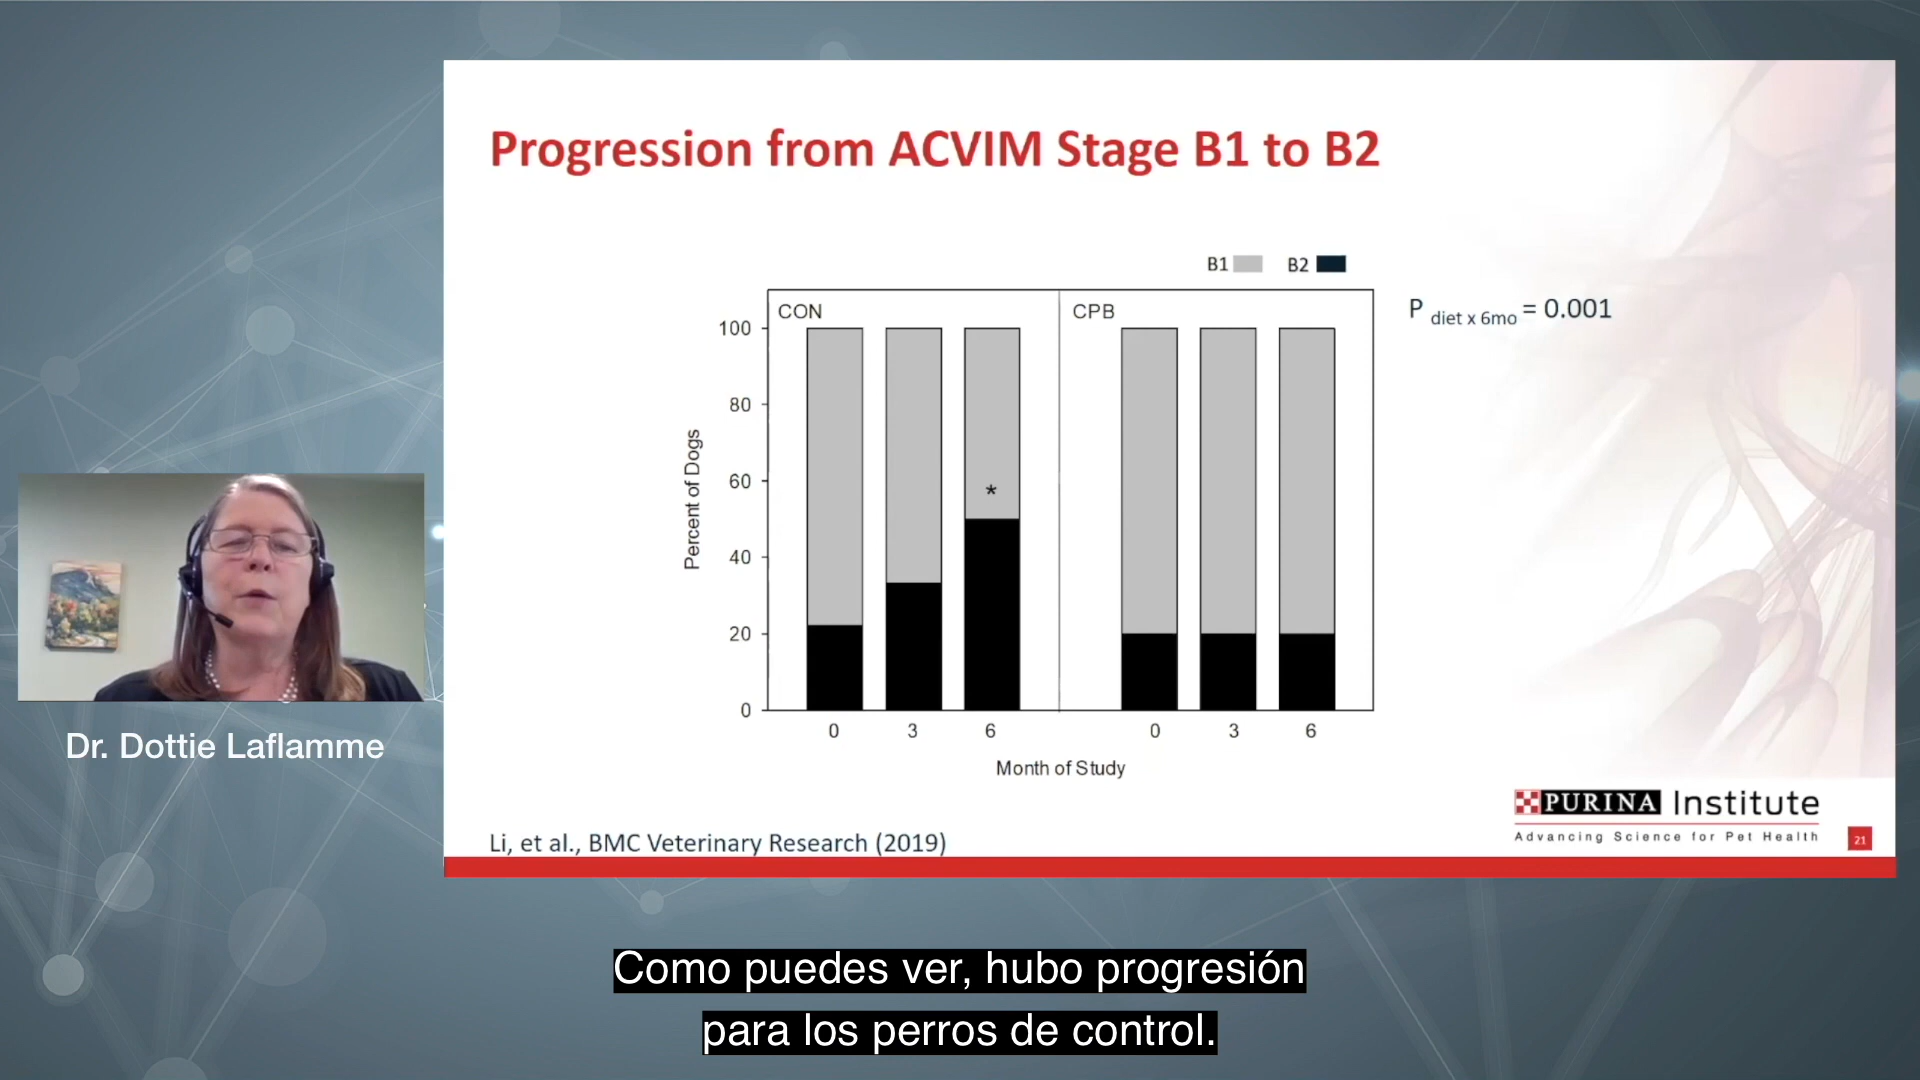 Progression from ACVIM Stage B1 to B2
B1 B2
CON CPB
P diet x 6mo = 0.001
100
80
60
*
40
20
0
Percent of Dogs
0 3 6 0 3 6
Month of Study
Dr. Dottie Laflamme
PURINA Institute
Advancing Science for Pet Health
21
Li, et al., BMC Veterinary Research (2019)
Como puedes ver, hubo progresión
para los perros de control.